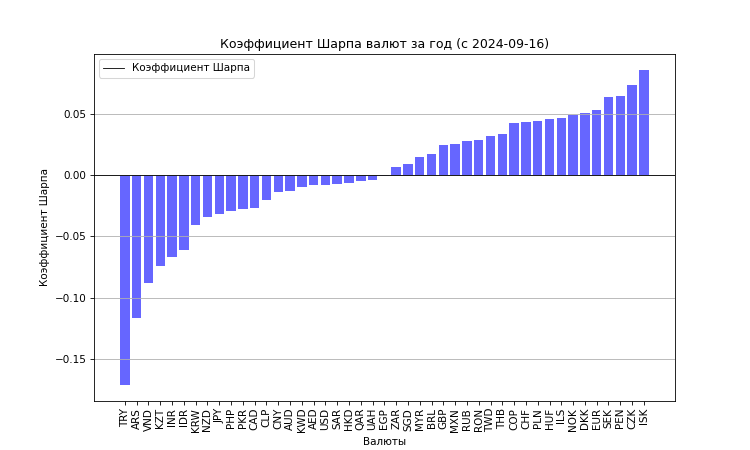 Коэффициент Шарпа валют за год (с 2024-09-16)
Коэффициент Шарпа
0.05
0.00
−0.05
−0.10
−0.15
Коэффициент Шарпа
TRY
ARS
VND
KZT
INR
IDR
KRW
NZD
JPY
PHP
PKR
CAD
CLP
CNY
AUD
KWD
AED
USD
SAR
HKD
QAR
UAH
EGP
ZAR
SGD
MYR
BRL
GBP
MXN
RUB
RON
TWD
THB
COP
CHF
PLN
HUF
ILS
NOK
DKK
EUR
SEK
PEN
CZK
ISK
Валюты